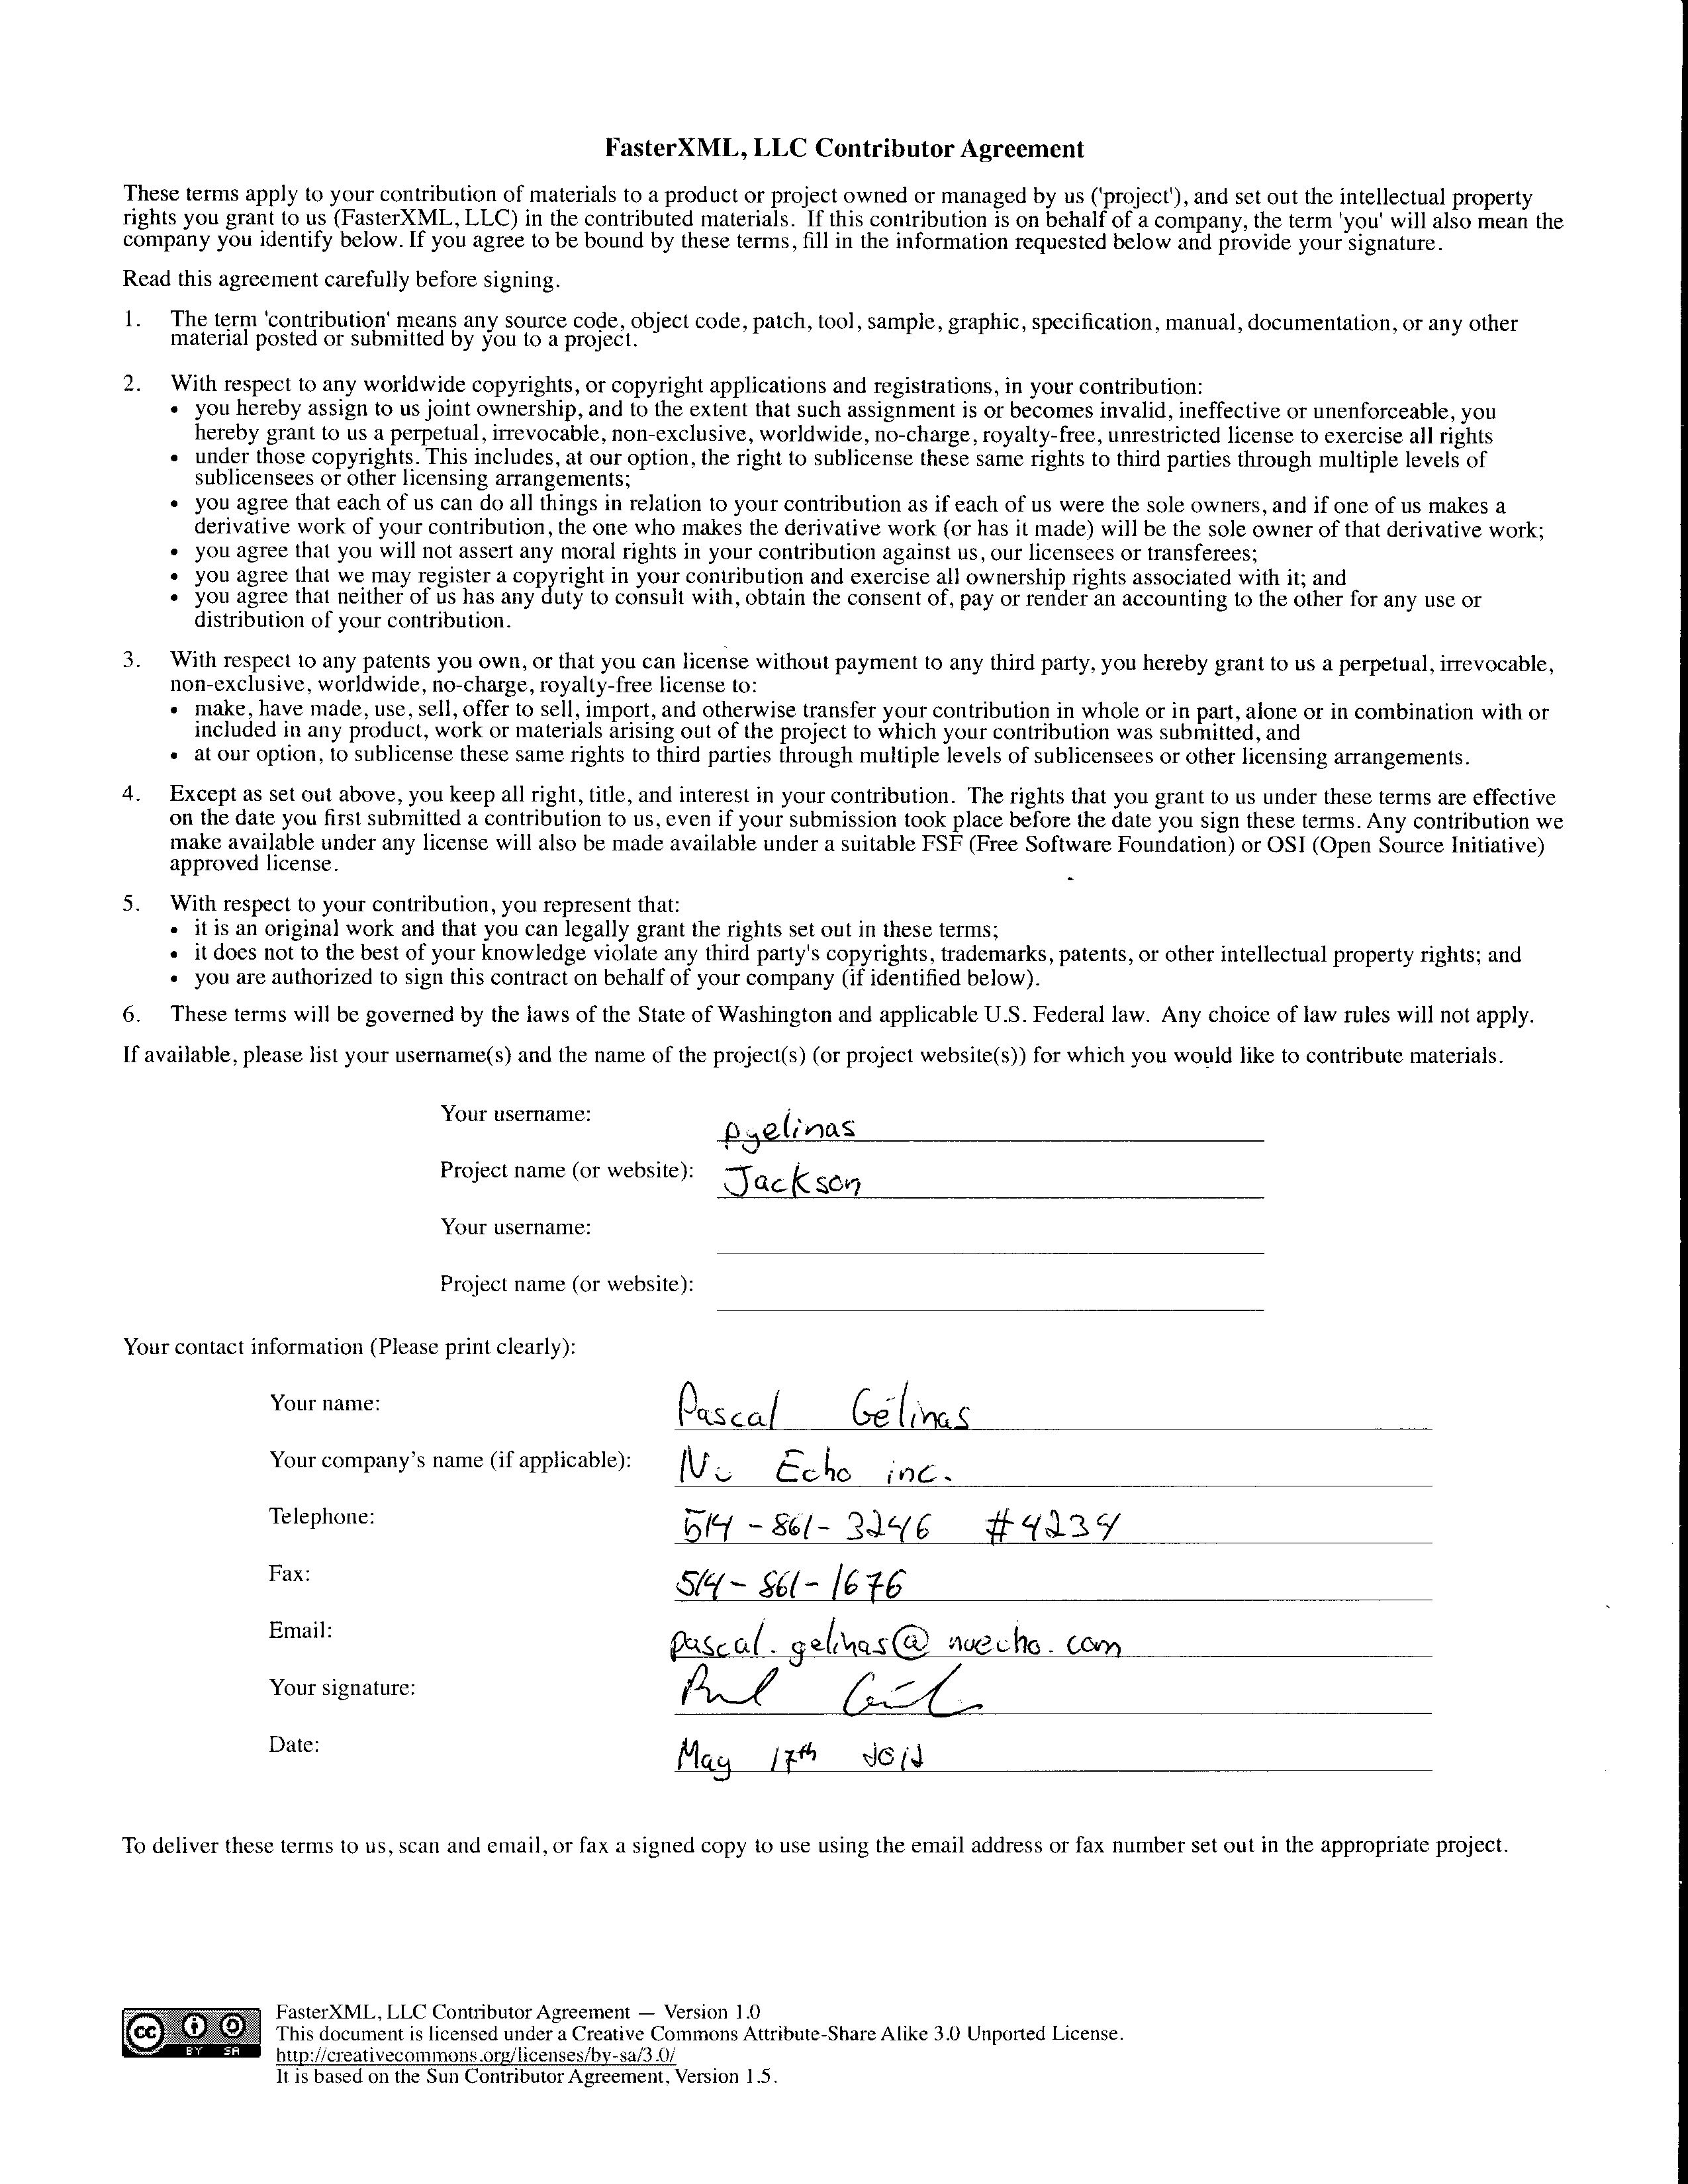 FasterXML, LLC Contributor Agreement
These terms apply to your contribution of materials to a product or project owned or managed by us ('project'), and set out the intellectual property
rights you grant to us (FasterXML, LLC) in the contributed materials. If this contribution is on behalf of a company, the term 'you' will also mean the
company you identify below. If you agree to be bound by these terms, fill in the information requested below and provide your signature.
Read this agreement carefully before signing.
1. The term 'contribution' means any source code, object code, patch, tool, sample, graphic, specification, manual, documentation, or any other
material posted or submitted by you to a project.
2. With respect to any worldwide copyrights, or copyright applications and registrations, in your contribution:
• you hereby assign to us joint ownership, and to the extent that such assignment is or becomes invalid, ineffective or unenforceable, you
hereby grant to us a perpetual, irrevocable, non-exclusive, worldwide, no-charge, royalty-free, unrestricted license to exercise all rights
• under those copyrights. This includes, at our option, the right to sublicense these same rights to third parties through multiple levels of
sublicensees or other licensing arrangements;
• you agree that each of us can do all things in relation to your contribution as if each of us were the sole owners, and if one of us makes a
derivative work of your contribution, the one who makes the derivative work (or has it made) will be the sole owner of that derivative work;
• you agree that you will not assert any moral rights in your contribution against us, our licensees or transferees;
• you agree that we may register a copyright in your contribution and exercise all ownership rights associated with it; and
• you agree that neither of us has any duty to consult with, obtain the consent of, pay or render an accounting to the other for any use or
distribution of your contribution.
3. With respect to any patents you own, or that you can license without payment to any third party, you hereby grant to us a perpetual, irrevocable,
non-exclusive, worldwide, no-charge, royalty-free license to:
• make, have made, use, sell, offer to sell, import, and otherwise transfer your contribution in whole or in part, alone or in combination with or
included in any product, work or materials arising out of the project to which your contribution was submitted, and
• at our option, to sublicense these same rights to third parties through multiple levels of sublicensees or other licensing arrangements.
4. Except as set out above, you keep all right, title, and interest in your contribution. The rights that you grant to us under these terms are effective
on the date you first submitted a contribution to us, even if your submission took place before the date you sign these terms. Any contribution we
make available under any license will also be made available under a suitable FSF (Free Software Foundation) or OSI (Open Source Initiative)
approved license.
5. With respect to your contribution, you represent that:
• it is an original work and that you can legally grant the rights set out in these terms;
• it does not to the best of your knowledge violate any third party's copyrights, trademarks, patents, or other intellectual property rights; and
• you are authorized to sign this contract on behalf of your company (if identified below).
6. These terms will be governed by the laws of the State of Washington and applicable U.S. Federal law. Any choice of law rules will not apply.
If available, please list your username(s) and the name of the project(s) (or project website(s)) for which you would like to contribute materials.
Your username: pgelinas
Project name (or website): Jackson
Your username:
Project name (or website):
Your contact information (Please print clearly):
Your name: Pascal Gélinas
Your company's name (if applicable): Nu Echo inc.
Telephone: 514-861-3246 #4234
Fax: 514-861-1676
Email: pascal.gelinas@nuecho.com
Your signature:
Date: May 17th 2012
To deliver these terms to us, scan and email, or fax a signed copy to use using the email address or fax number set out in the appropriate project.
cc BY SA
FasterXML, LLC Contributor Agreement — Version 1.0
This document is licensed under a Creative Commons Attribute-Share Alike 3.0 Unported License.
http://creativecommons.org/licenses/by-sa/3.0/
It is based on the Sun Contributor Agreement, Version 1.5.